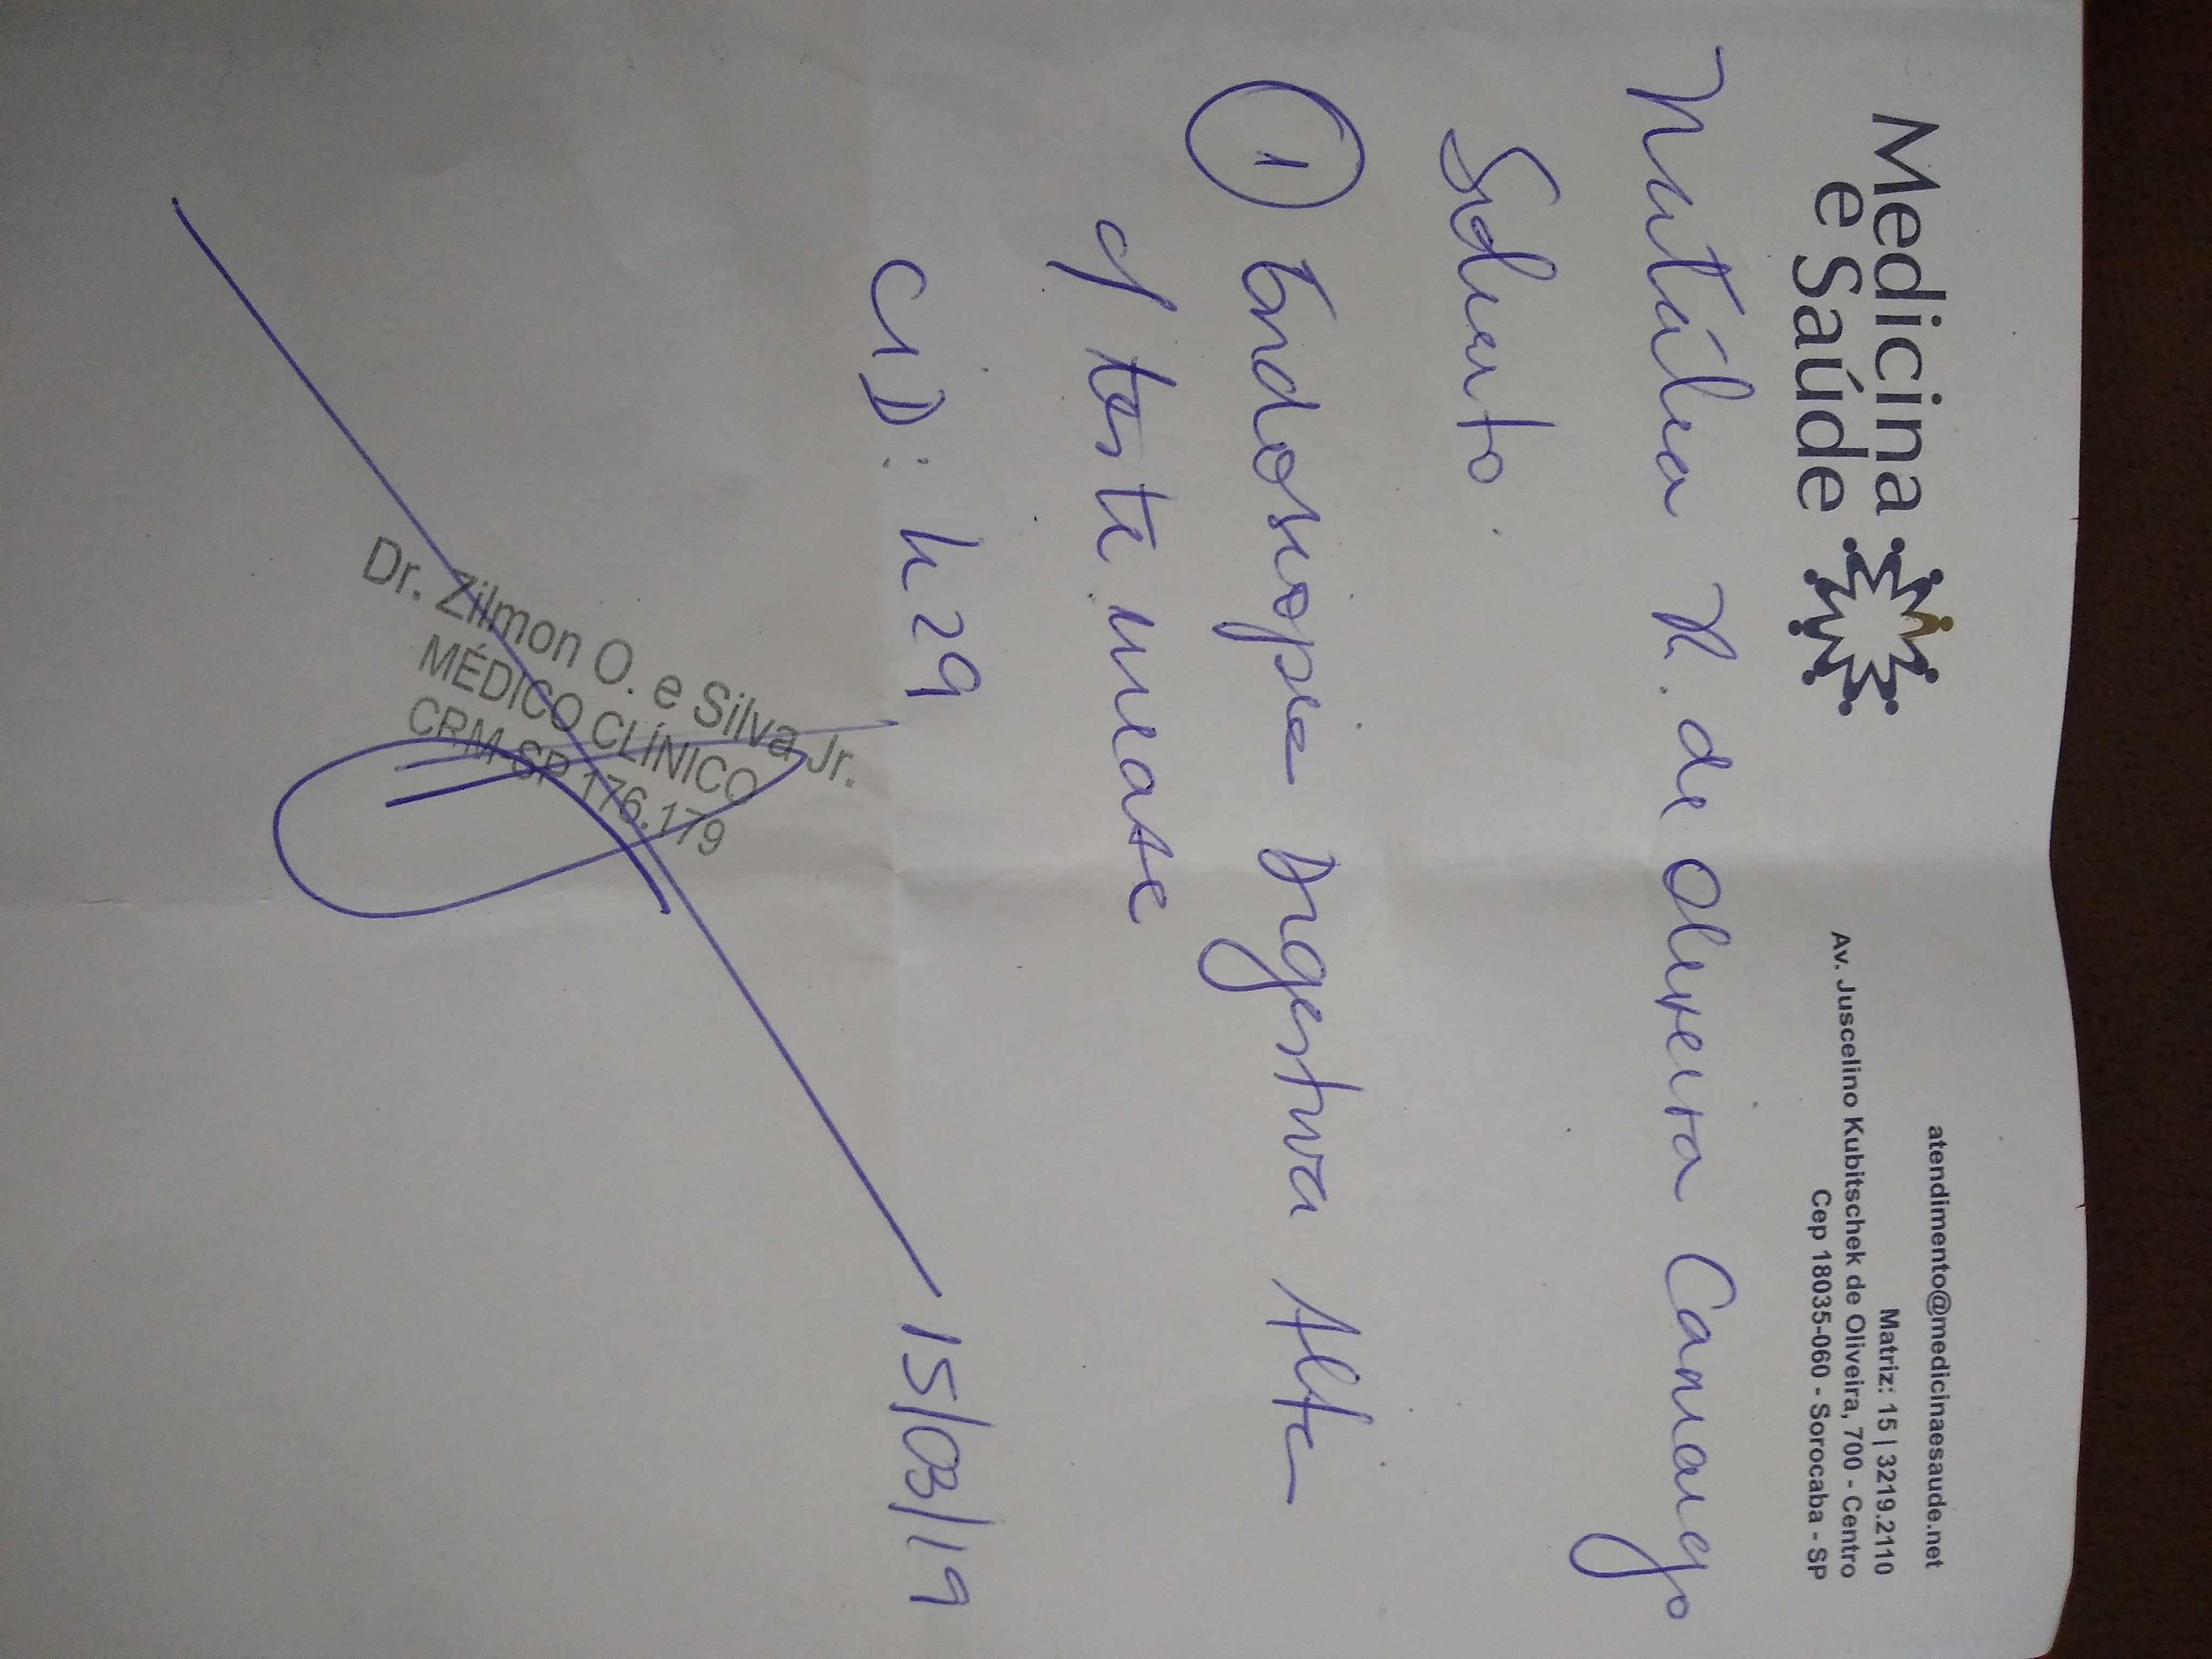 Medicina
e Saúde
atendimento@medicinaesaude.net
Matriz: 15 | 3219.2110
Av. Juscelino Kubitschek de Oliveira, 700 - Centro
Cep 18035-060 - Sorocaba - SP
Natália N. de Oliveira Camargo
Solicito:
1 Endoscopia Digestiva Alta
c/ teste urease
CID: K29
15/03/19
Dr. Zilmon O. e Silva Jr.
MÉDICO CLÍNICO
CRM-SP 176.179